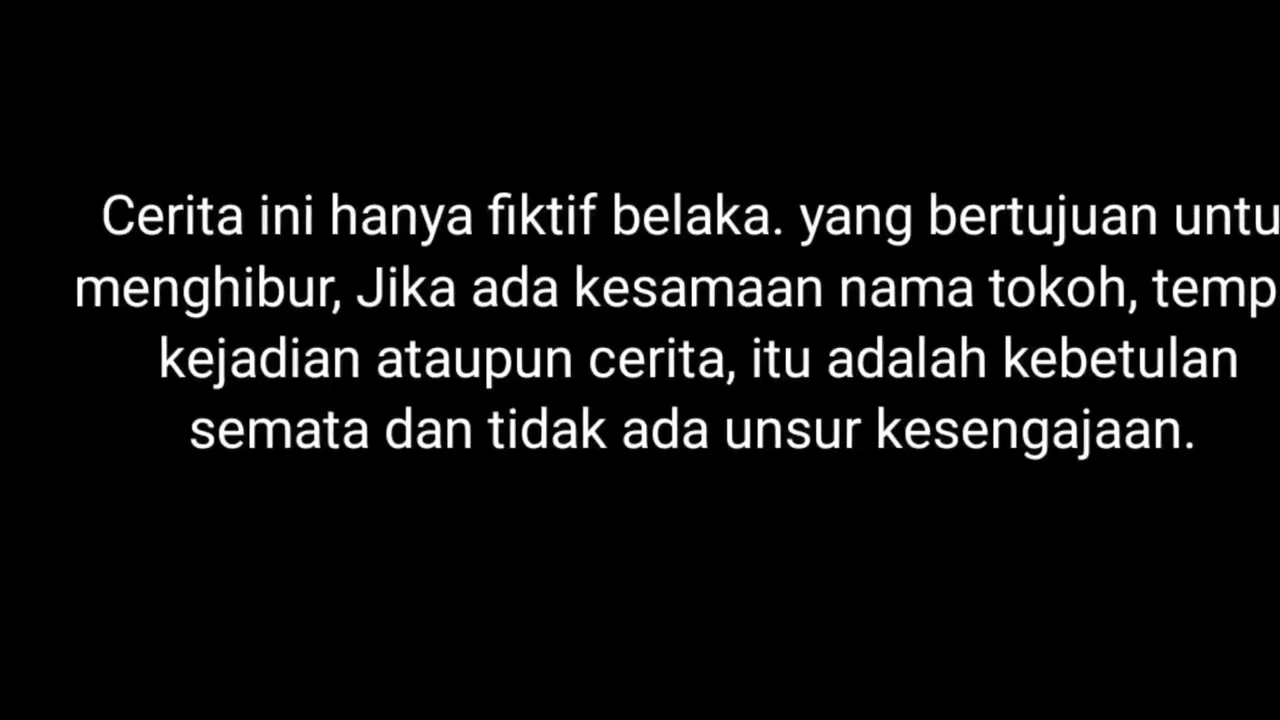 Cerita ini hanya fiktif belaka. yang bertujuan untu
menghibur, Jika ada kesamaan nama tokoh, temp
kejadian ataupun cerita, itu adalah kebetulan
semata dan tidak ada unsur kesengajaan.